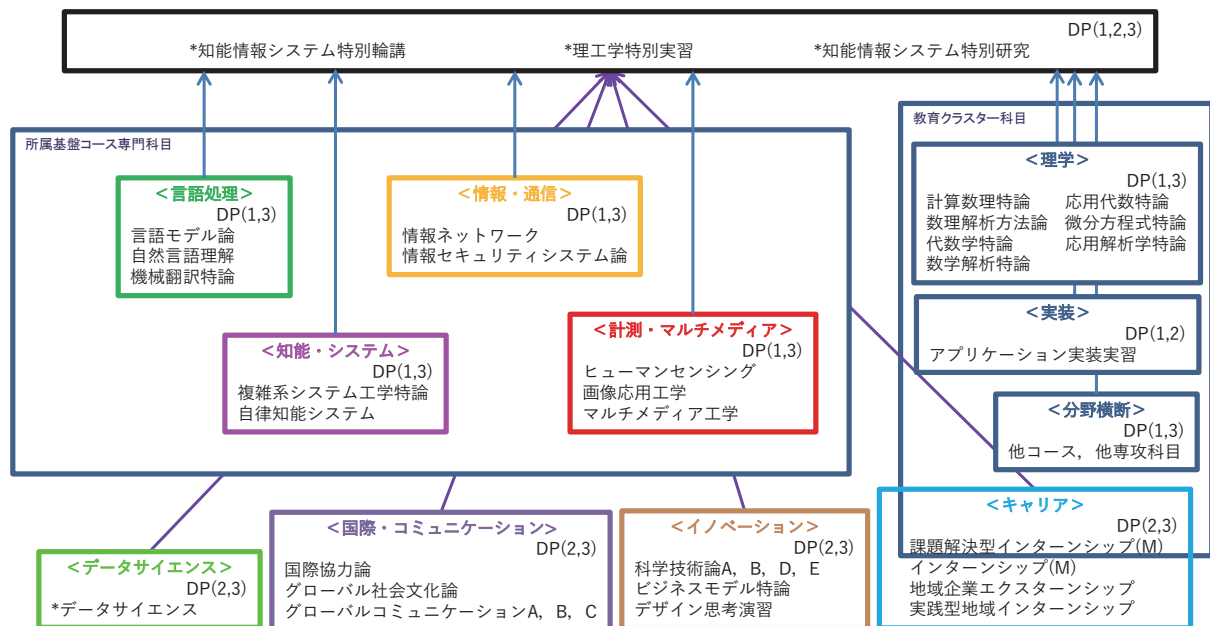 DP(1,2,3)
*知能情報システム特別輪講 *理工学特別実習 *知能情報システム特別研究
所属基盤コース専門科目
<言語処理>
DP(1,3)
言語モデル論
自然言語理解
機械翻訳特論
<情報・通信>
DP(1,3)
情報ネットワーク
情報セキュリティシステム論
<知能・システム>
DP(1,3)
複雑系システム工学特論
自律知能システム
<計測・マルチメディア>
DP(1,3)
ヒューマンセンシング
画像応用工学
マルチメディア工学
教育クラスター科目
<理学>
DP(1,3)
計算数理特論 応用代数特論
数理解析方法論 微分方程式特論
代数学特論 応用解析学特論
数学解析特論
<実装>
DP(1,2)
アプリケーション実装実習
<分野横断>
DP(1,3)
他コース，他専攻科目
<データサイエンス>
DP(2,3)
*データサイエンス
<国際・コミュニケーション>
DP(2,3)
国際協力論
グローバル社会文化論
グローバルコミュニケーションA，B，C
<イノベーション>
DP(2,3)
科学技術論A，B，D，E
ビジネスモデル特論
デザイン思考演習
<キャリア>
DP(2,3)
課題解決型インターンシップ(M)
インターンシップ(M)
地域企業エクスターンシップ
実践型地域インターンシップ